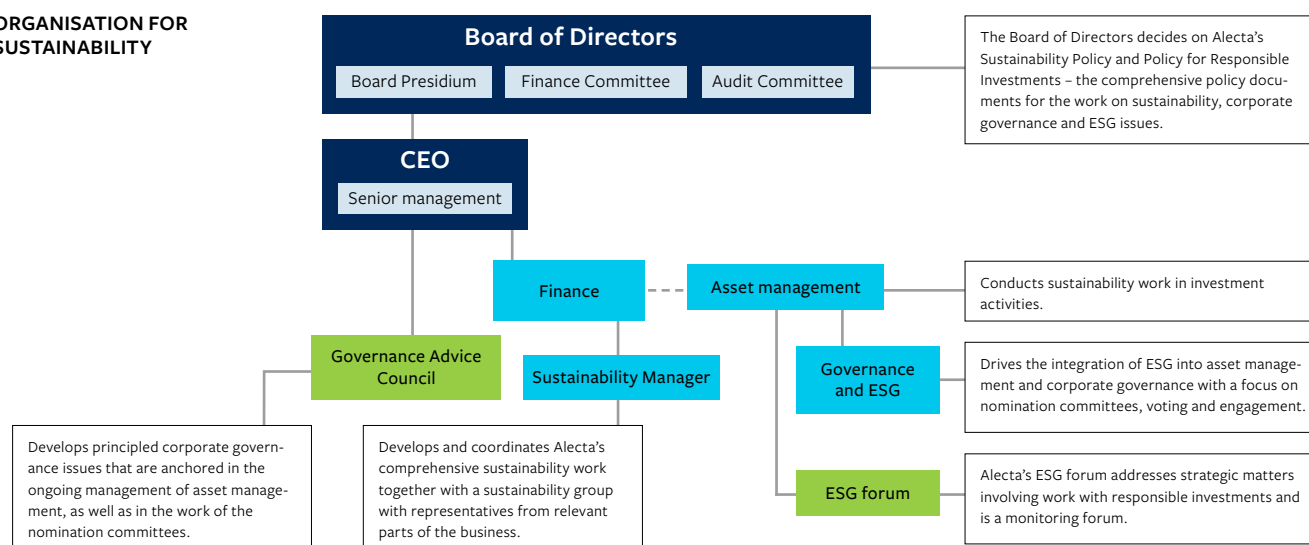 ORGANISATION FOR
SUSTAINABILITY
Board of Directors
Board Presidium
Finance Committee
Audit Committee
The Board of Directors decides on Alecta’s
Sustainability Policy and Policy for Responsible
Investments – the comprehensive policy docu-
ments for the work on sustainability, corporate
governance and ESG issues.
CEO
Senior management
Finance
Asset management
Conducts sustainability work in investment
activities.
Governance Advice
Council
Sustainability Manager
Governance
and ESG
Drives the integration of ESG into asset manage-
ment and corporate governance with a focus on
nomination committees, voting and engagement.
Develops principled corporate govern-
ance issues that are anchored in the
ongoing management of asset manage-
ment, as well as in the work of the
nomination committees.
Develops and coordinates Alecta’s
comprehensive sustainability work
together with a sustainability group
with representatives from relevant
parts of the business.
ESG forum
Alecta’s ESG forum addresses strategic matters
involving work with responsible investments and
is a monitoring forum.